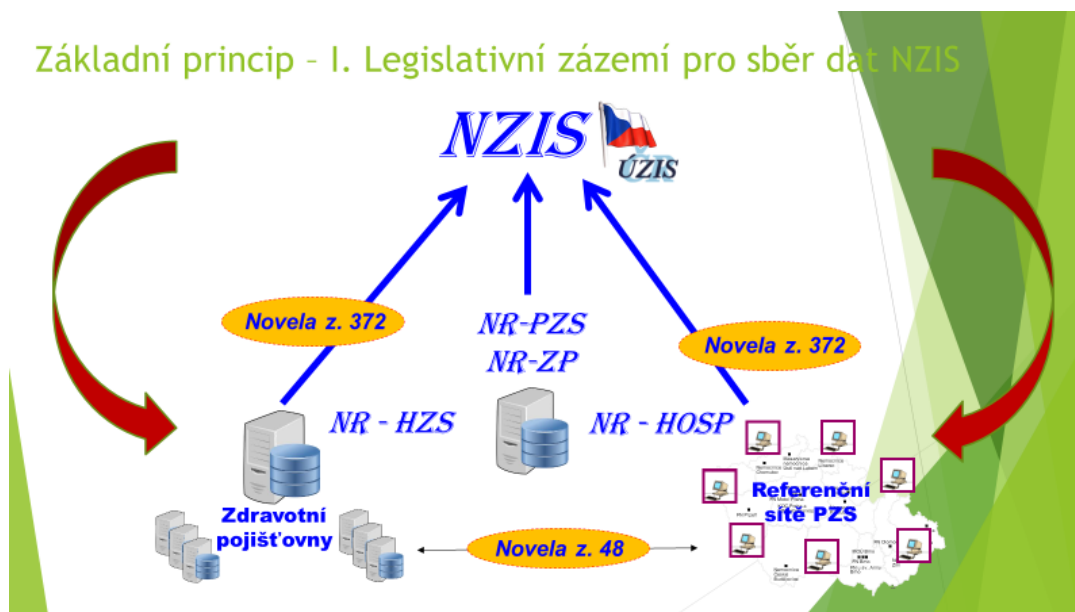 Základní princip – I. Legislativní zázemí pro sběr dat NZIS
NZIS
ÚZIS
ČR
Novela z. 372
NR-PZS
NR-ZP
Novela z. 372
NR - HZS
NR - HOSP
Zdravotní
pojišťovny
Referenční
sítě PZS
Novela z. 48